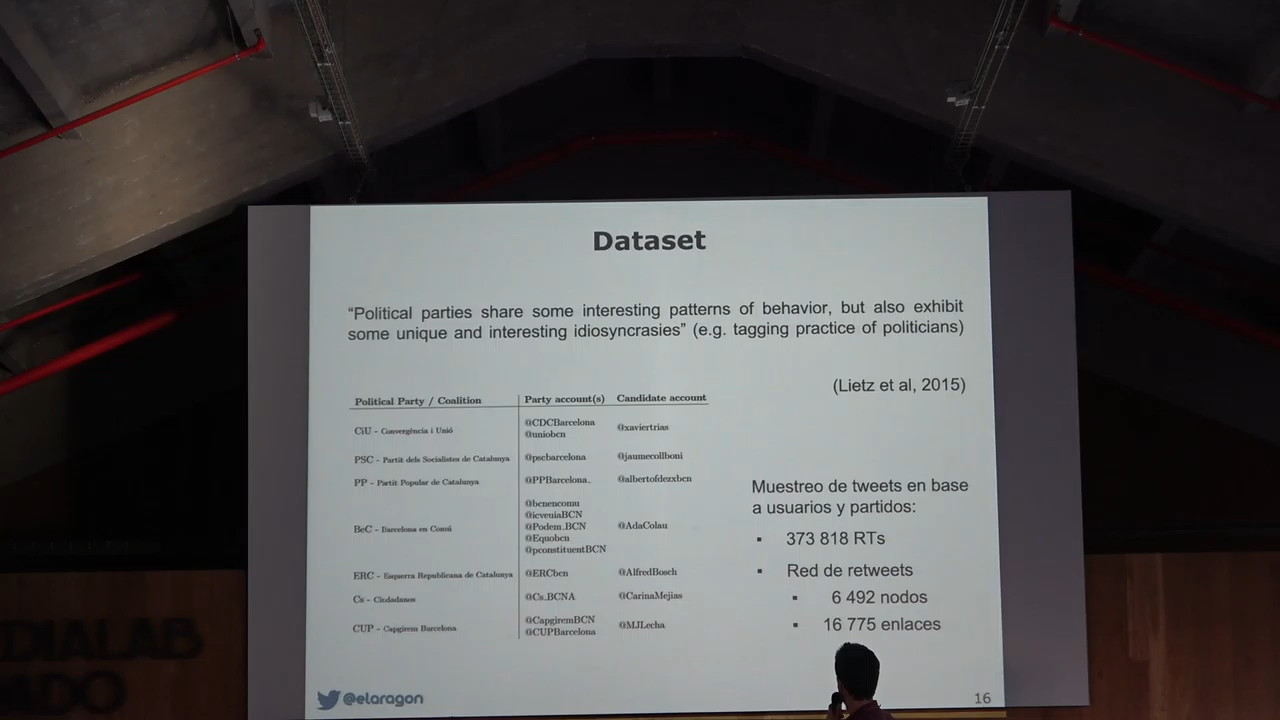 Dataset
“Political parties share some interesting patterns of behavior, but also exhibit
some unique and interesting idiosyncrasies” (e.g. tagging practice of politicians)
(Lietz et al, 2015)
Political Party / Coalition Party account(s) Candidate account
CiU - Convergència i Unió @CDCBarcelona @uniobcn @xaviertrias
PSC - Partit dels Socialistes de Catalunya @pscbarcelona @jaumecollboni
PP - Partit Popular de Catalunya @PPBarcelona_ @albertofdezxbcn
BeC - Barcelona en Comú @bcnencomu @icveuiaBCN @Podem_BCN @Equobcn @pconstituentBCN @AdaColau
ERC - Esquerra Republicana de Catalunya @ERCbcn @AlfredBosch
Cs - Ciudadanos @Cs_BCNA @CarinaMejias
CUP - Capgirem Barcelona @CapgiremBCN @CUPBarcelona @MJLecha
Muestreo de tweets en base
a usuarios y partidos:
▪ 373 818 RTs
▪ Red de retweets
▪ 6 492 nodos
▪ 16 775 enlaces
@elaragon
16
DIALAB
ADO